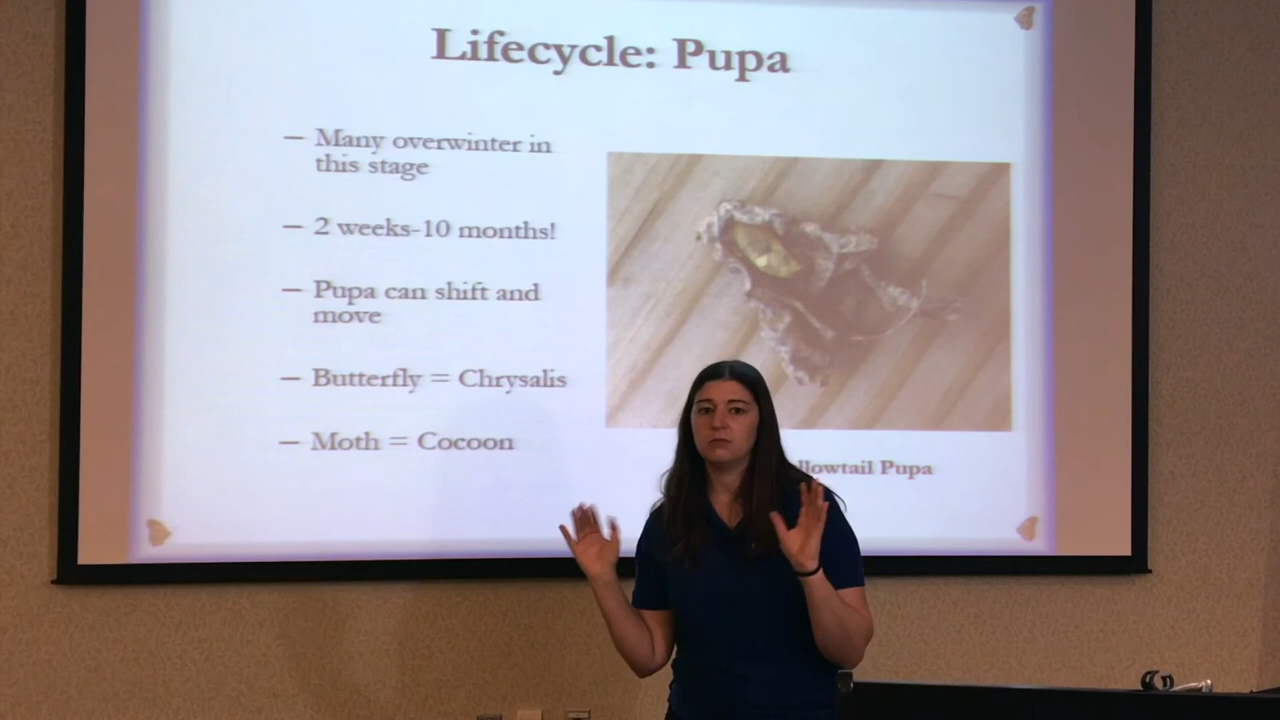 Lifecycle: Pupa
– Many overwinter in
this stage
– 2 weeks-10 months!
– Pupa can shift and
move
– Butterfly = Chrysalis
– Moth = Cocoon
Pupa